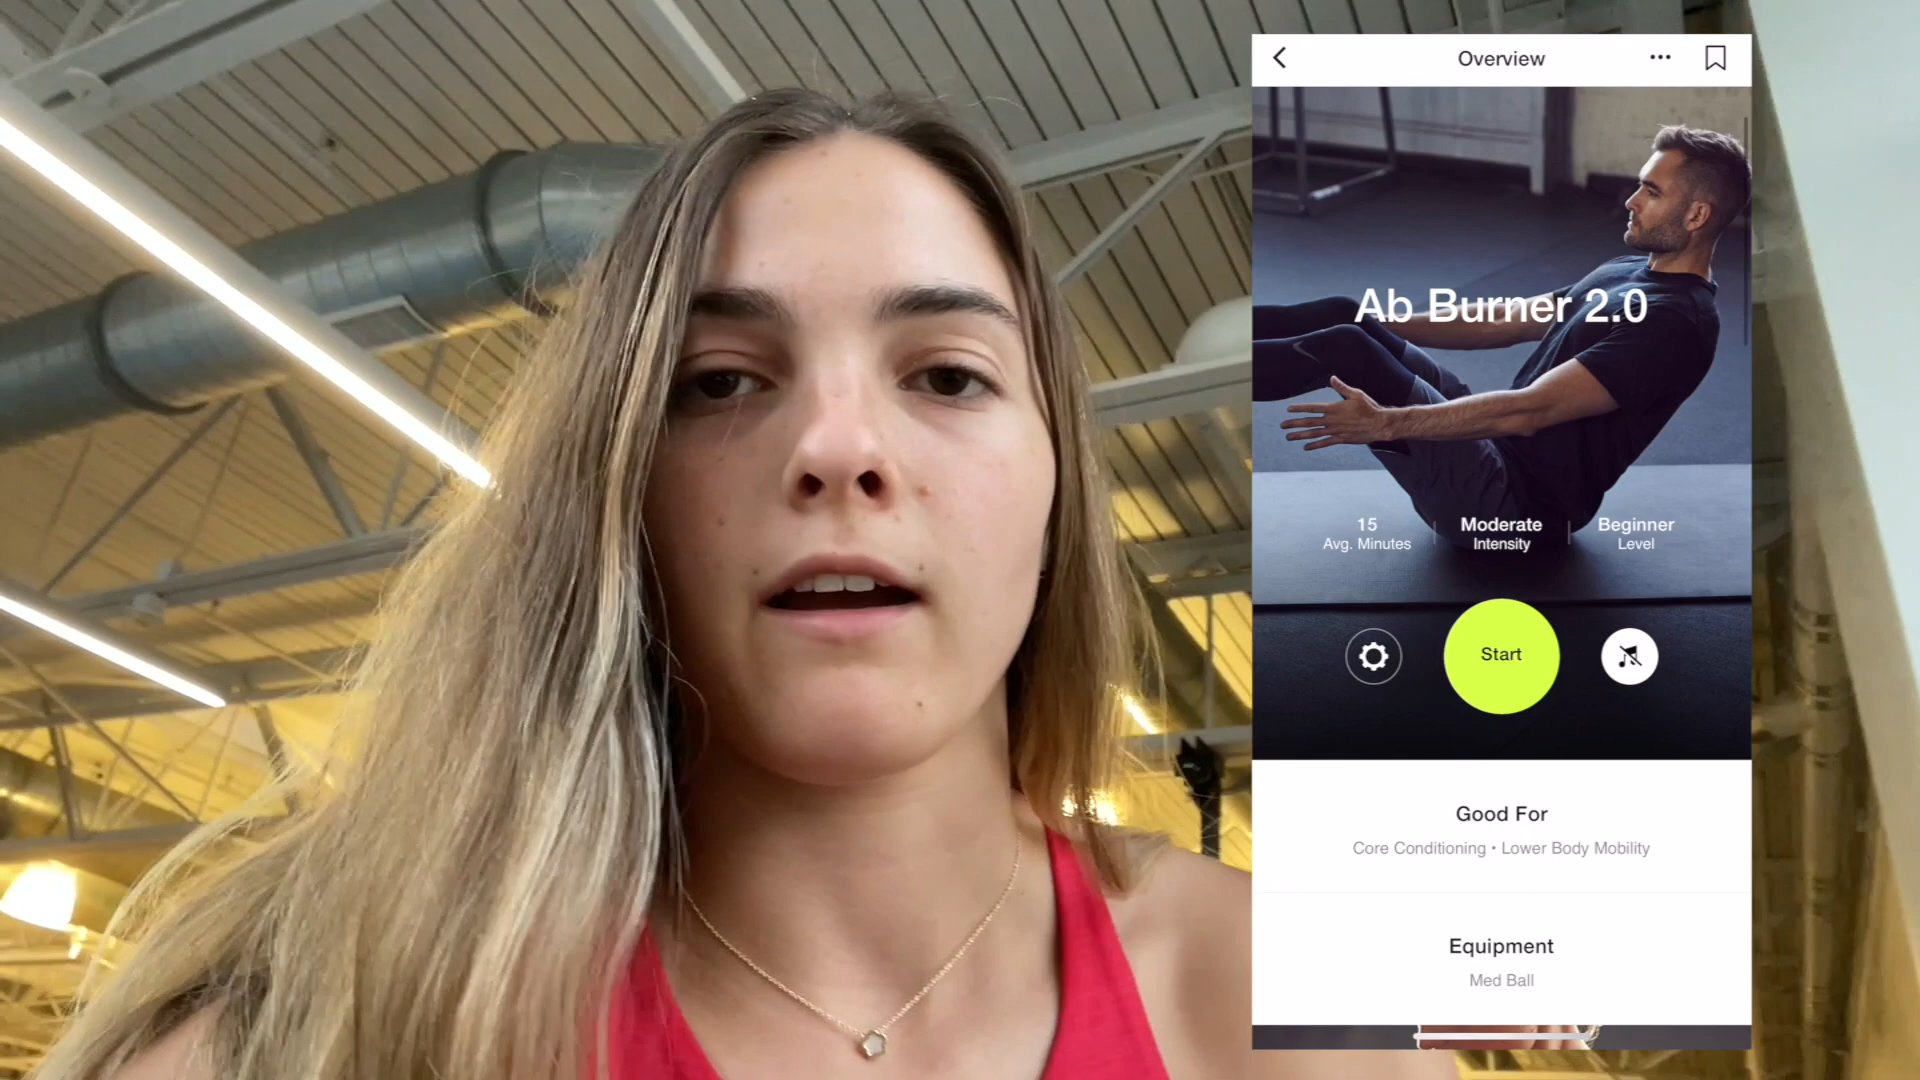 Overview
Ab Burner 2.0
15
Avg. Minutes
Moderate
Intensity
Beginner
Level
Start
Good For
Core Conditioning • Lower Body Mobility
Equipment
Med Ball